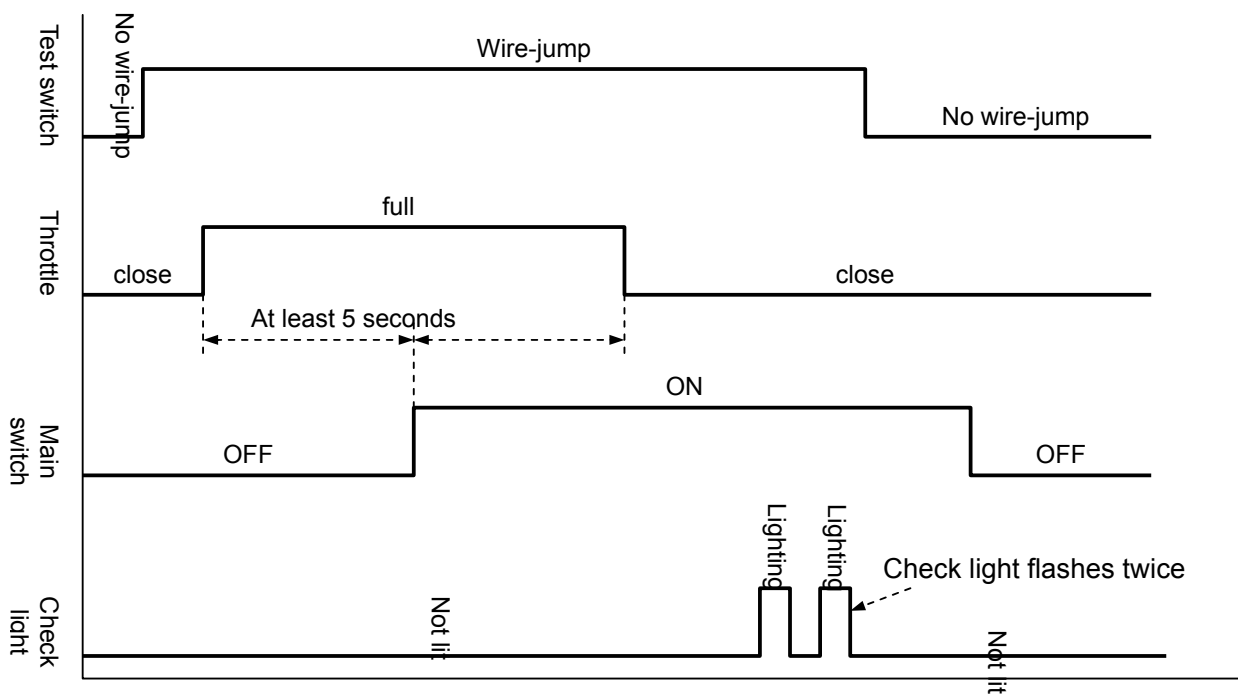 Test switch
No wire-jump
Wire-jump
No wire-jump
Throttle
close
full
close
At least 5 seconds
Main
switch
OFF
ON
OFF
Check
light
Not lit
Lighting
Lighting
Check light flashes twice
Not lit